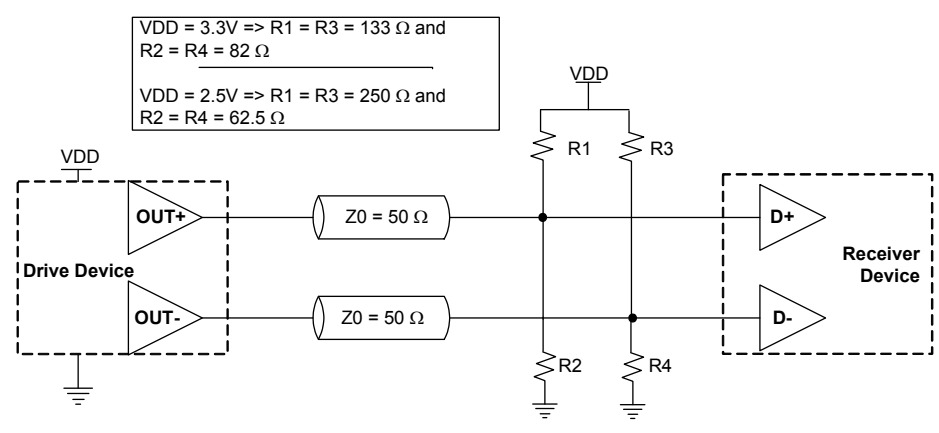 VDD = 3.3V => R1 = R3 = 133 Ω and
R2 = R4 = 82 Ω
VDD = 2.5V => R1 = R3 = 250 Ω and
R2 = R4 = 62.5 Ω
VDD
R1
R3
VDD
OUT+
Z0 = 50 Ω
D+
Drive Device
Receiver
Device
OUT-
Z0 = 50 Ω
D-
R2
R4